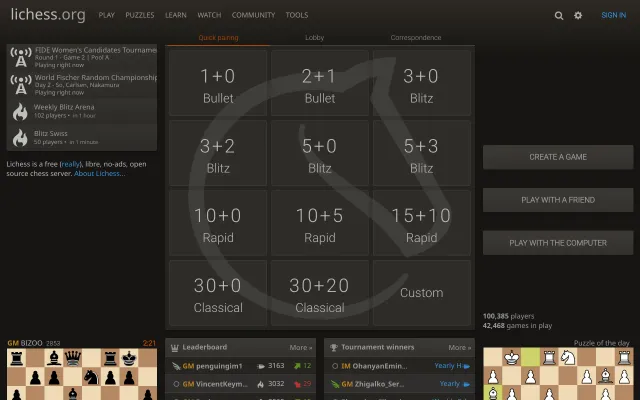 lichess.org PLAY PUZZLES LEARN WATCH COMMUNITY TOOLS SIGN IN
FIDE Women's Candidates Tourname
Round 1 · Game 2 | Pool A
Playing right now
World Fischer Random Championship
Day 2 - So, Carlsen, Nakamura
Playing right now
Weekly Blitz Arena
102 players • in 1 hour
Blitz Swiss
50 players • in 1 minute
Lichess is a free (really), libre, no-ads, open
source chess server. About Lichess...
Quick pairing Lobby Correspondence
1+0 2+1 3+0
Bullet Bullet Blitz
3+2 5+0 5+3
Blitz Blitz Blitz
10+0 10+5 15+10
Rapid Rapid Rapid
30+0 30+20 Custom
Classical Classical
CREATE A GAME
PLAY WITH A FRIEND
PLAY WITH THE COMPUTER
100,385 players
42,468 games in play
GM BIZOO 2853 2:21
Leaderboard More »
GM penguingim1 3163 12
GM VincentKeym... 3032 29
Tournament winners More »
IM OhanyanEmin... Yearly H
GM Zhigalko_Ser... Yearly
Puzzle of the day